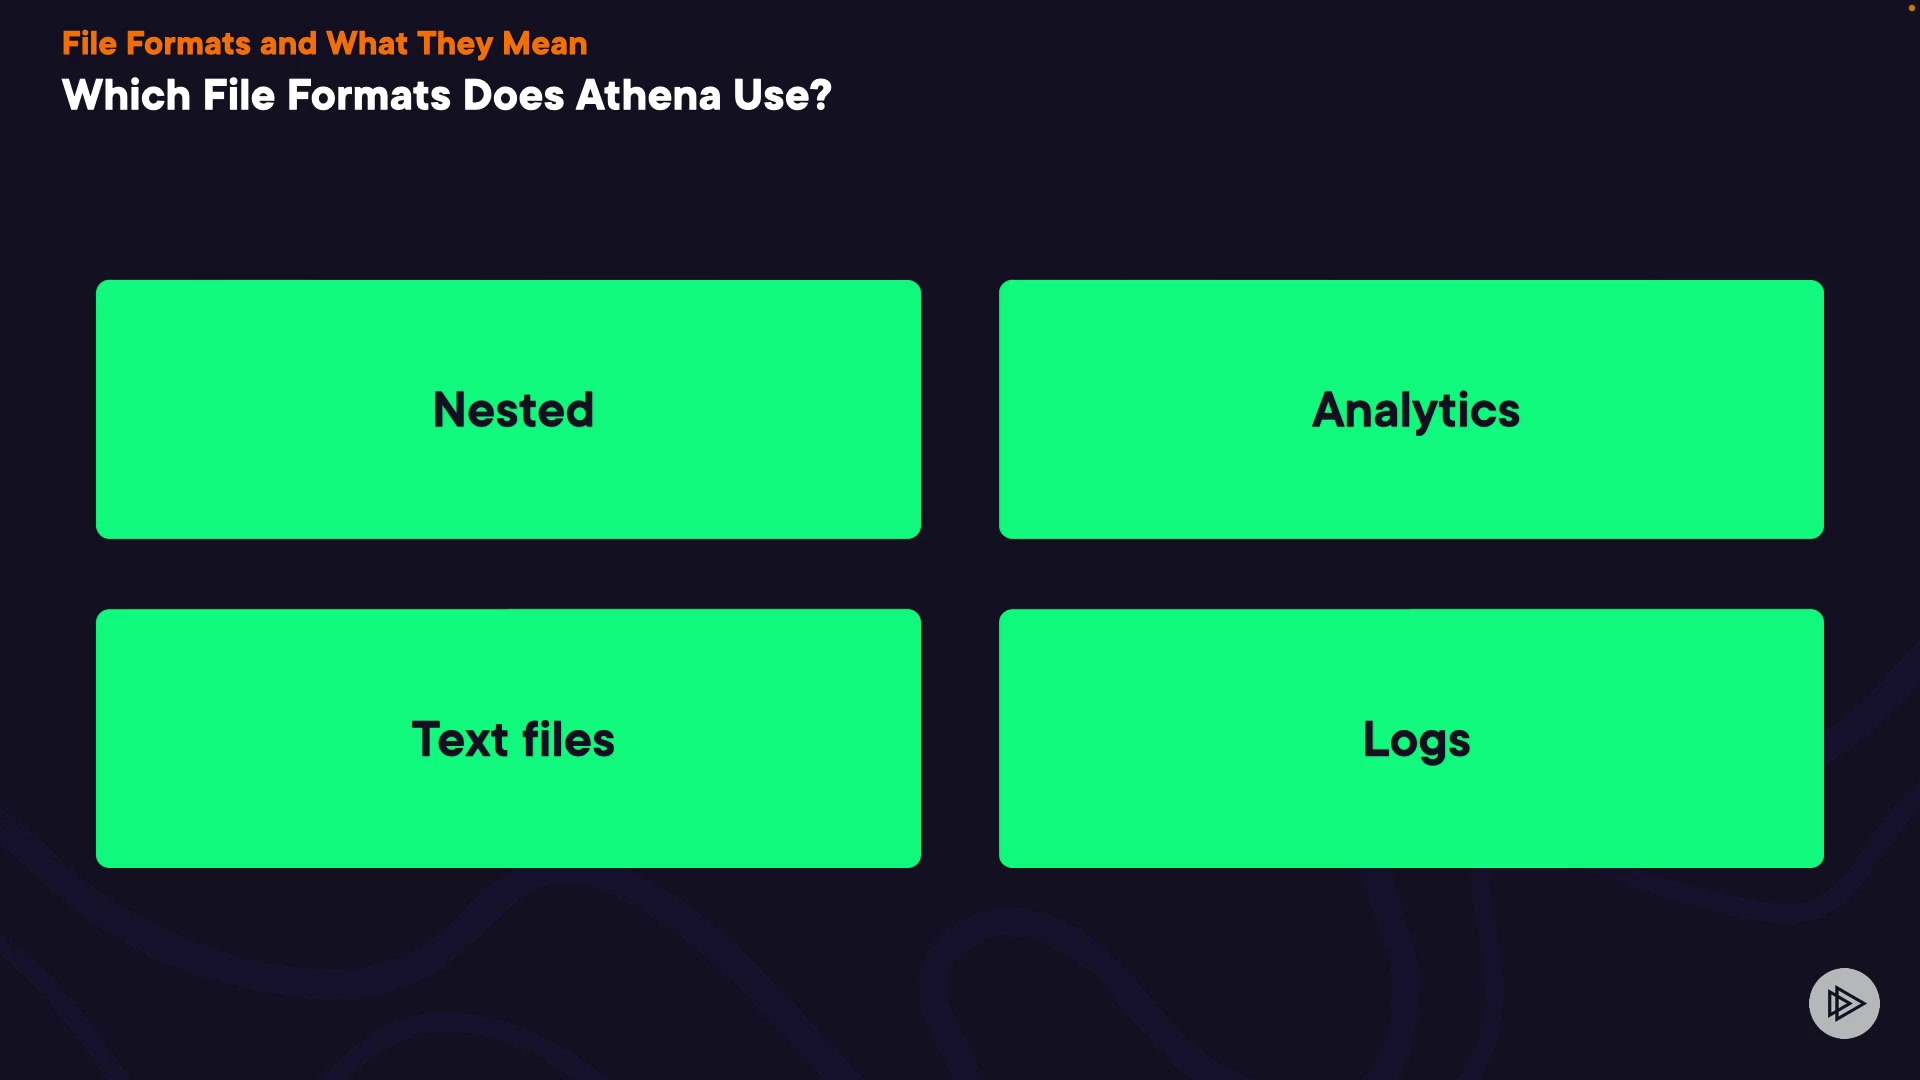 File Formats and What They Mean
Which File Formats Does Athena Use?
Nested
Analytics
Text files
Logs